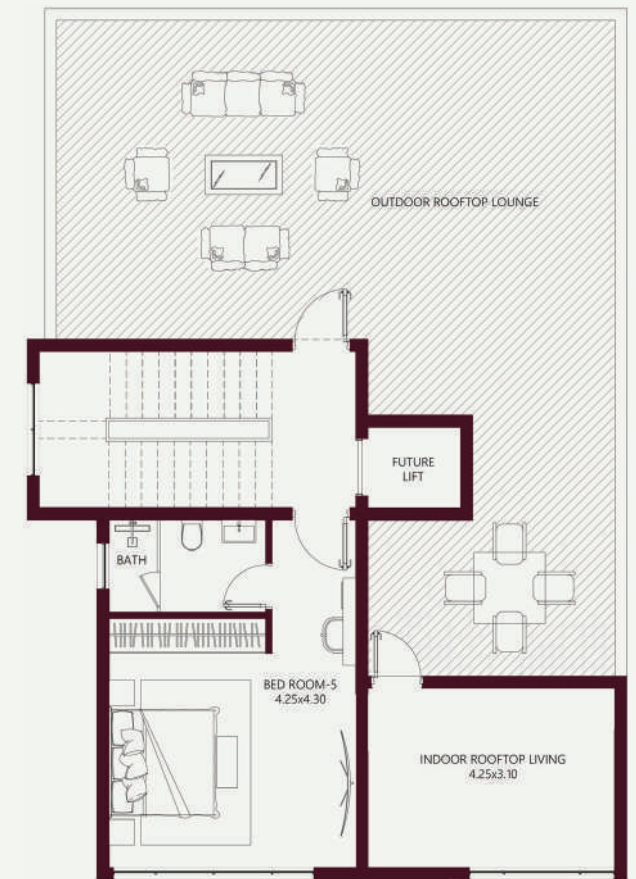 OUTDOOR ROOFTOP LOUNGE
FUTURE
LIFT
BATH
BED ROOM-5
4.25x4.30
INDOOR ROOFTOP LIVING
4.25x3.10